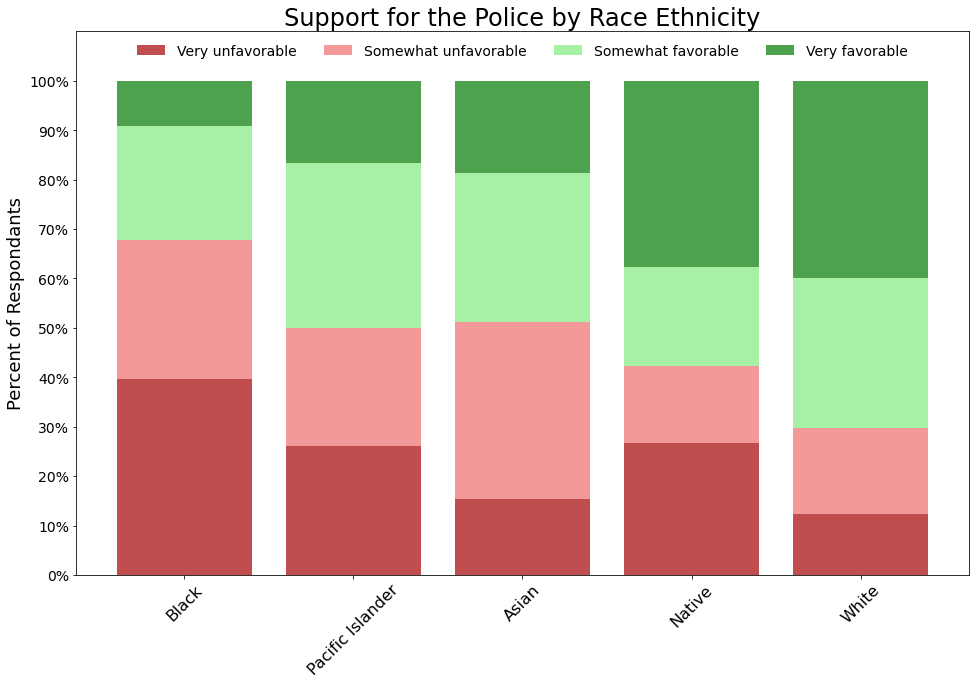 Support for the Police by Race Ethnicity
Very unfavorable Somewhat unfavorable Somewhat favorable Very favorable
100%
90%
80%
70%
60%
50%
40%
30%
20%
10%
0%
Percent of Respondants
Black
Pacific Islander
Asian
Native
White